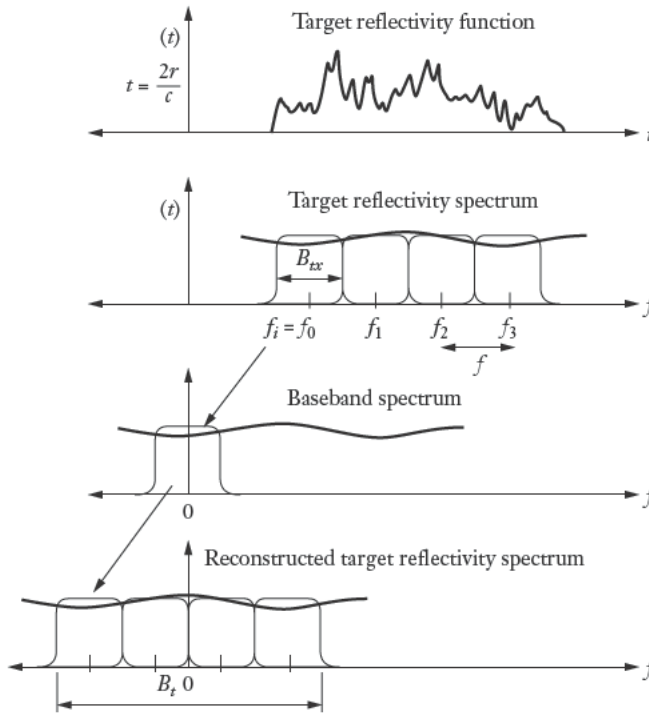 Target reflectivity function
(t)
t = 2r/c
t
Target reflectivity spectrum
(t)
B_tx
f_i = f_0 f_1 f_2 f_3 f
f
Baseband spectrum
0 f
Reconstructed target reflectivity spectrum
B_t 0 f